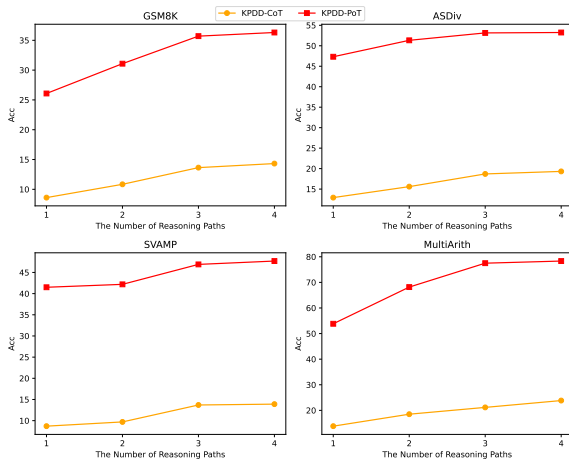 GSM8K
KPDD-CoT
KPDD-PoT
ASDiv
Acc
35
30
25
20
15
10
1 2 3 4
The Number of Reasoning Paths
Acc
55
50
45
40
35
30
25
20
15
1 2 3 4
The Number of Reasoning Paths
SVAMP
Acc
45
40
35
30
25
20
15
10
1 2 3 4
The Number of Reasoning Paths
MultiArith
Acc
80
70
60
50
40
30
20
1 2 3 4
The Number of Reasoning Paths